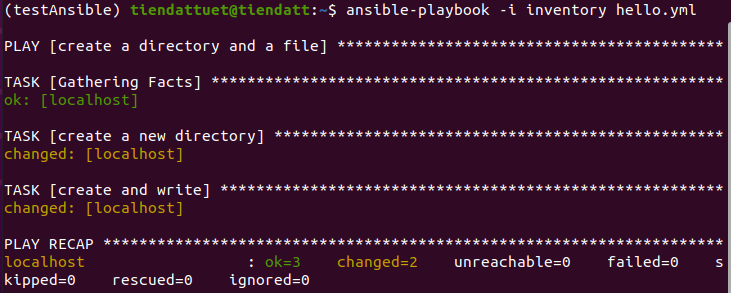 (testAnsible) tiendattuet@tiendatt:~$ ansible-playbook -i inventory hello.yml
PLAY [create a directory and a file] *******************************************
TASK [Gathering Facts] *********************************************************
ok: [localhost]
TASK [create a new directory] **************************************************
changed: [localhost]
TASK [create and write] ********************************************************
changed: [localhost]
PLAY RECAP *********************************************************************
localhost                  : ok=3    changed=2    unreachable=0    failed=0    s
kipped=0    rescued=0    ignored=0